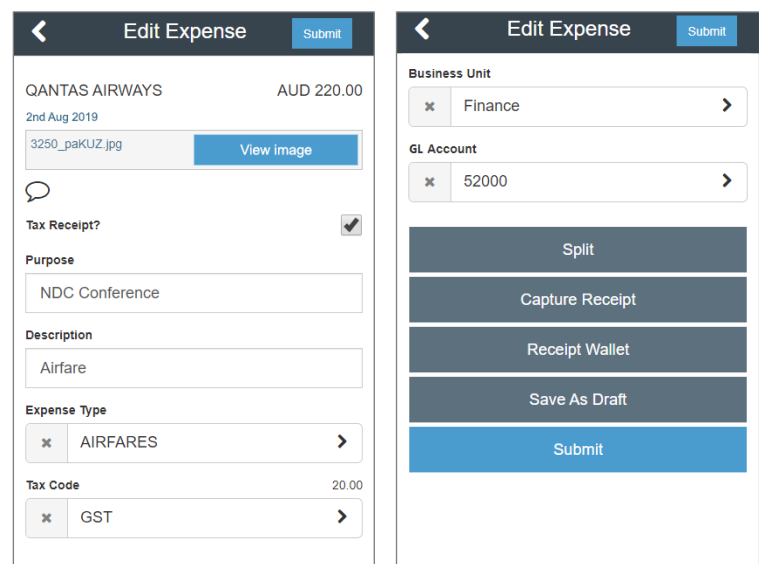 Edit Expense Submit
QANTAS AIRWAYS AUD 220.00
2nd Aug 2019
3250_paKUZ.jpg View image
Tax Receipt?
Purpose
NDC Conference
Description
Airfare
Expense Type
AIRFARES
Tax Code 20.00
GST
Edit Expense Submit
Business Unit
Finance
GL Account
52000
Split
Capture Receipt
Receipt Wallet
Save As Draft
Submit